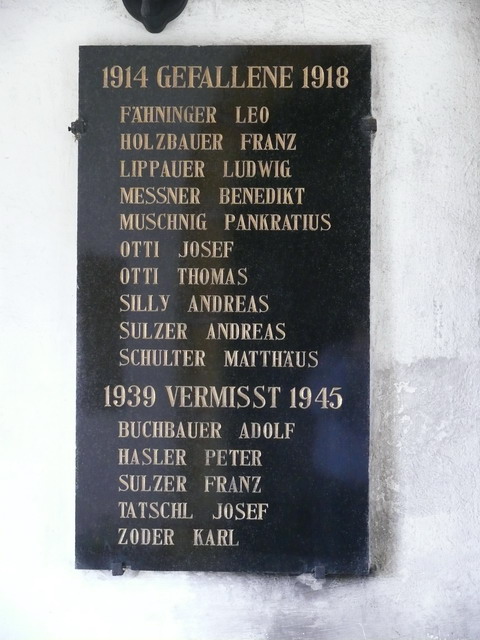 1914 GEFALLENE 1918
FÄHNINGER LEO
HOLZBAUER FRANZ
LIPPAUER LUDWIG
MESSNER BENEDIKT
MUSCHNIG PANKRATIUS
OTTI JOSEF
OTTI THOMAS
SILLY ANDREAS
SULZER ANDREAS
SCHULTER MATTHÄUS
1939 VERMISST 1945
BUCHBAUER ADOLF
HASLER PETER
SULZER FRANZ
TATSCHL JOSEF
ZODER KARL